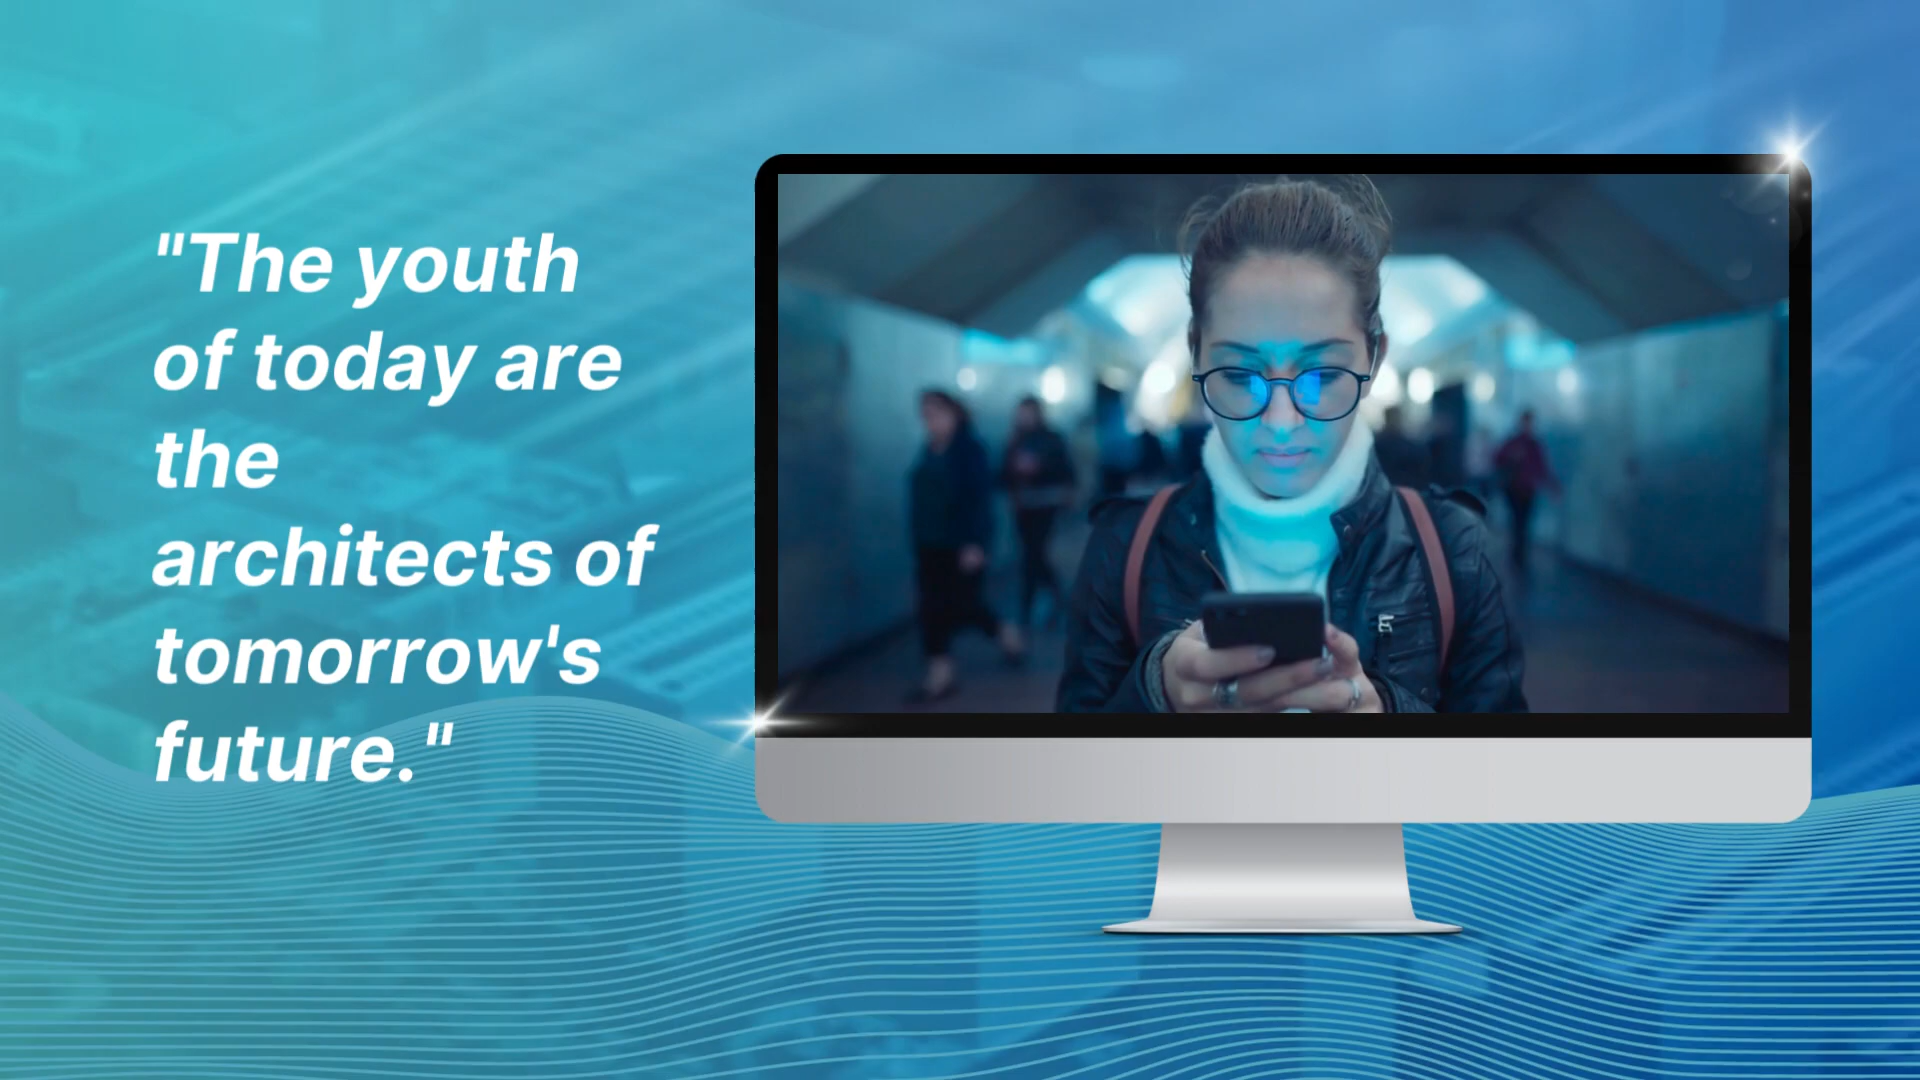 "The youth
of today are
the
architects of
tomorrow's
future."